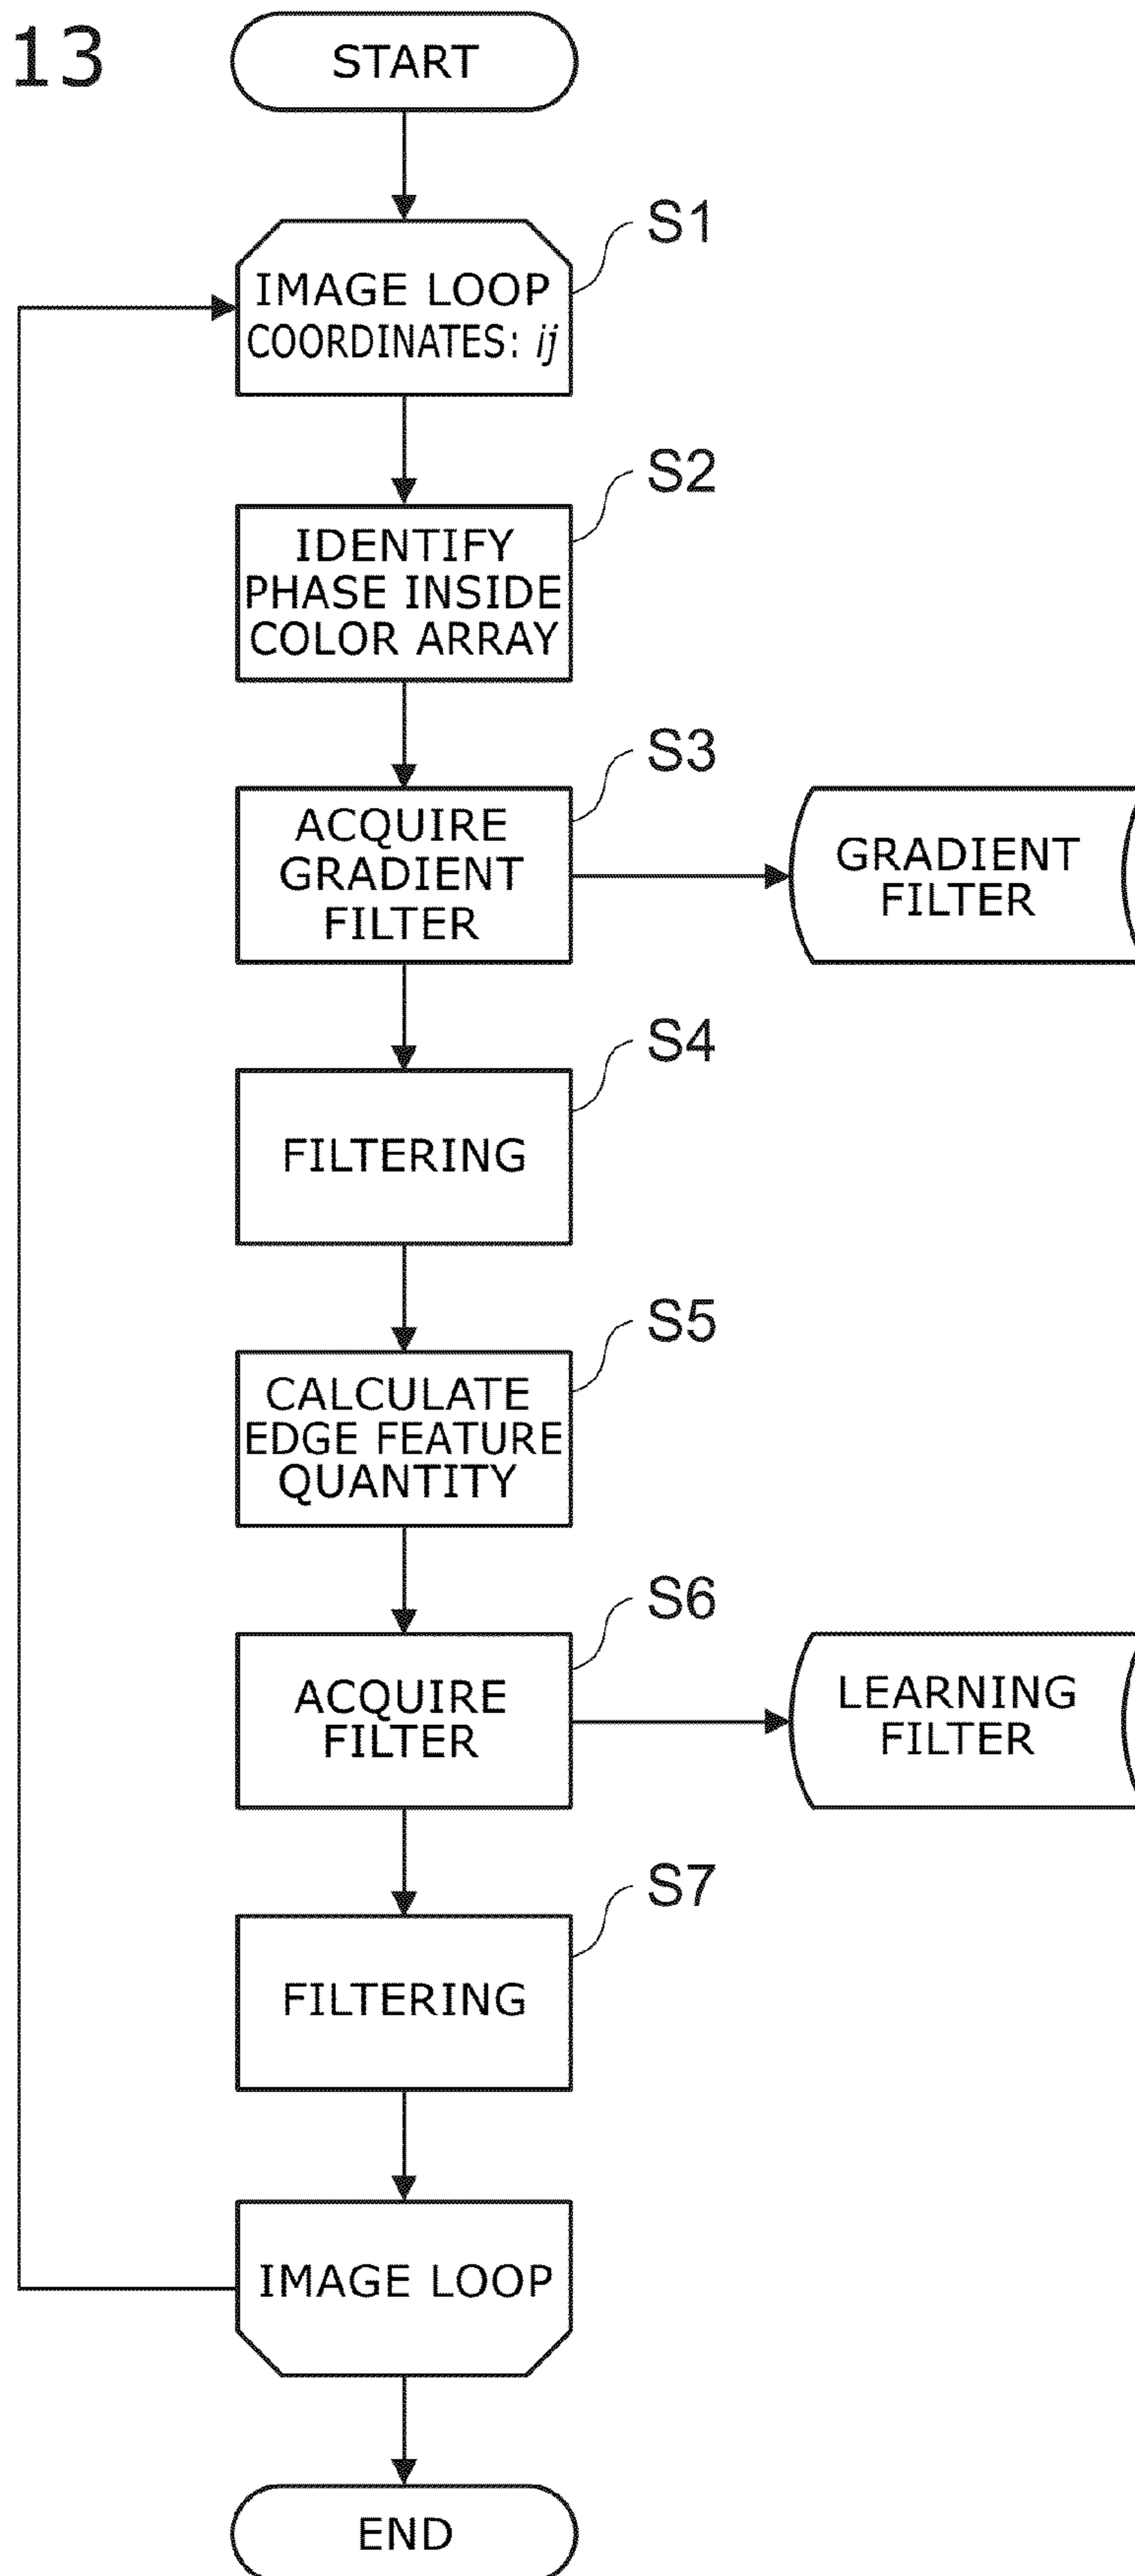 13
START
S1
IMAGE LOOP
COORDINATES: ij
S2
IDENTIFY
PHASE INSIDE
COLOR ARRAY
S3
ACQUIRE
GRADIENT
FILTER
GRADIENT
FILTER
S4
FILTERING
S5
CALCULATE
EDGE FEATURE
QUANTITY
S6
ACQUIRE
FILTER
LEARNING
FILTER
S7
FILTERING
IMAGE LOOP
END